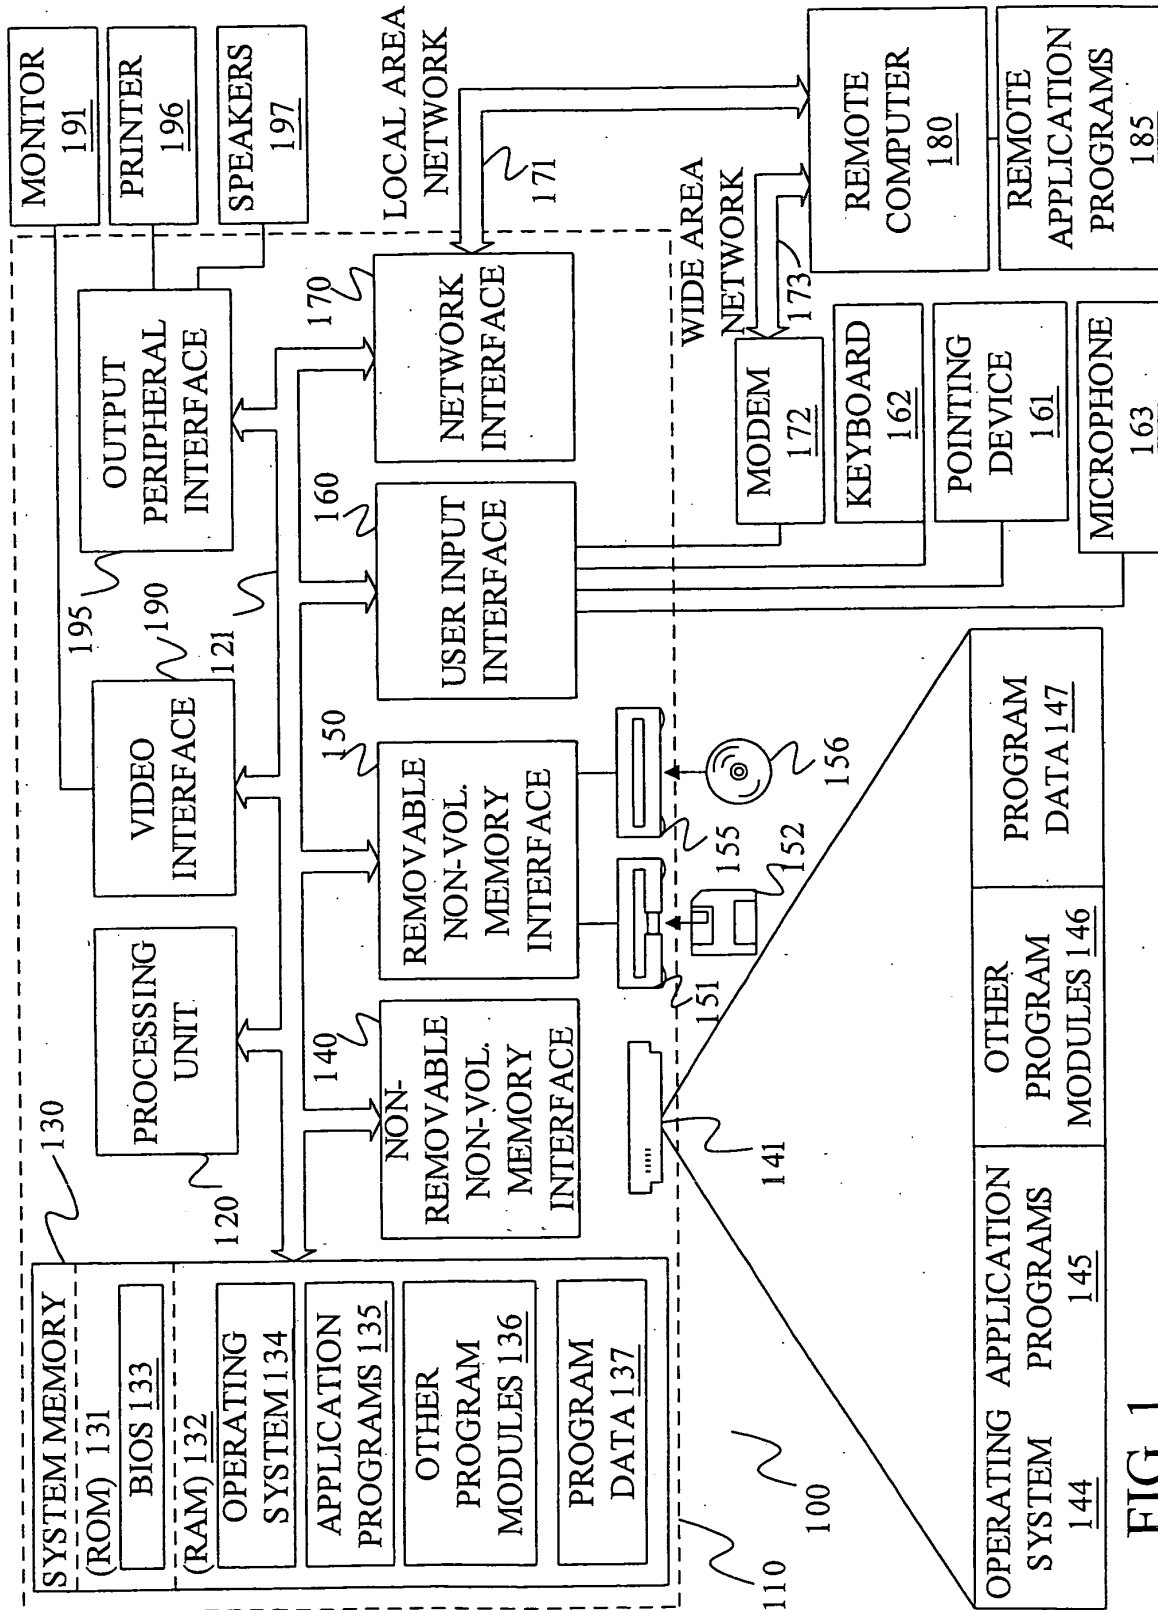 SYSTEM MEMORY
(ROM) 131
BIOS 133
(RAM) 132
OPERATING
SYSTEM 134
APPLICATION
PROGRAMS 135
OTHER
PROGRAM
MODULES 136
PROGRAM
DATA 137
130
120
PROCESSING
UNIT
VIDEO
INTERFACE
190
121
195
OUTPUT
PERIPHERAL
INTERFACE
MONITOR
191
PRINTER
196
SPEAKERS
197
140
NON-
REMOVABLE
NON-VOL.
MEMORY
INTERFACE
150
REMOVABLE
NON-VOL.
MEMORY
INTERFACE
160
USER INPUT
INTERFACE
170
NETWORK
INTERFACE
LOCAL AREA
NETWORK
171
141
151
152
155
156
WIDE AREA
NETWORK
173
MODEM
172
KEYBOARD
162
POINTING
DEVICE
161
MICROPHONE
163
REMOTE
COMPUTER
180
REMOTE
APPLICATION
PROGRAMS
185
110
100
OPERATING
SYSTEM
144
APPLICATION
PROGRAMS
145
OTHER
PROGRAM
MODULES 146
PROGRAM
DATA 147
FIG. 1